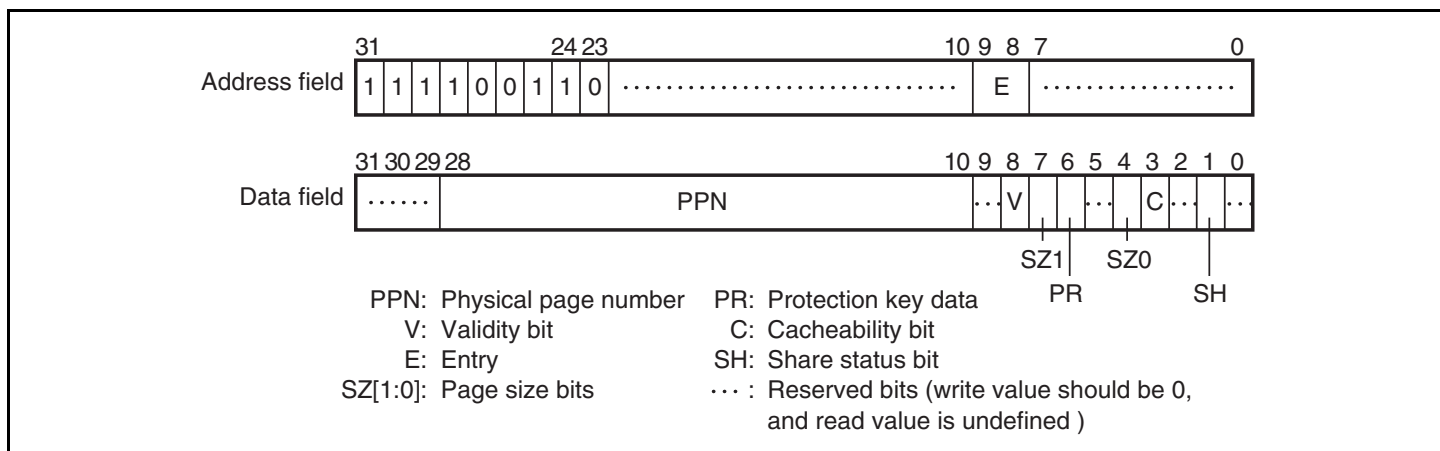 31 24 23 10 9 8 7 0
Address field 1 1 1 1 0 0 1 1 0 ................................... E ..................
31 30 29 28 10 9 8 7 6 5 4 3 2 1 0
Data field ...... PPN ... V ... C ... ...
SZ1 SZ0
PR SH
PPN: Physical page number PR: Protection key data
V: Validity bit C: Cacheability bit
E: Entry SH: Share status bit
SZ[1:0]: Page size bits ... : Reserved bits (write value should be 0,
and read value is undefined )